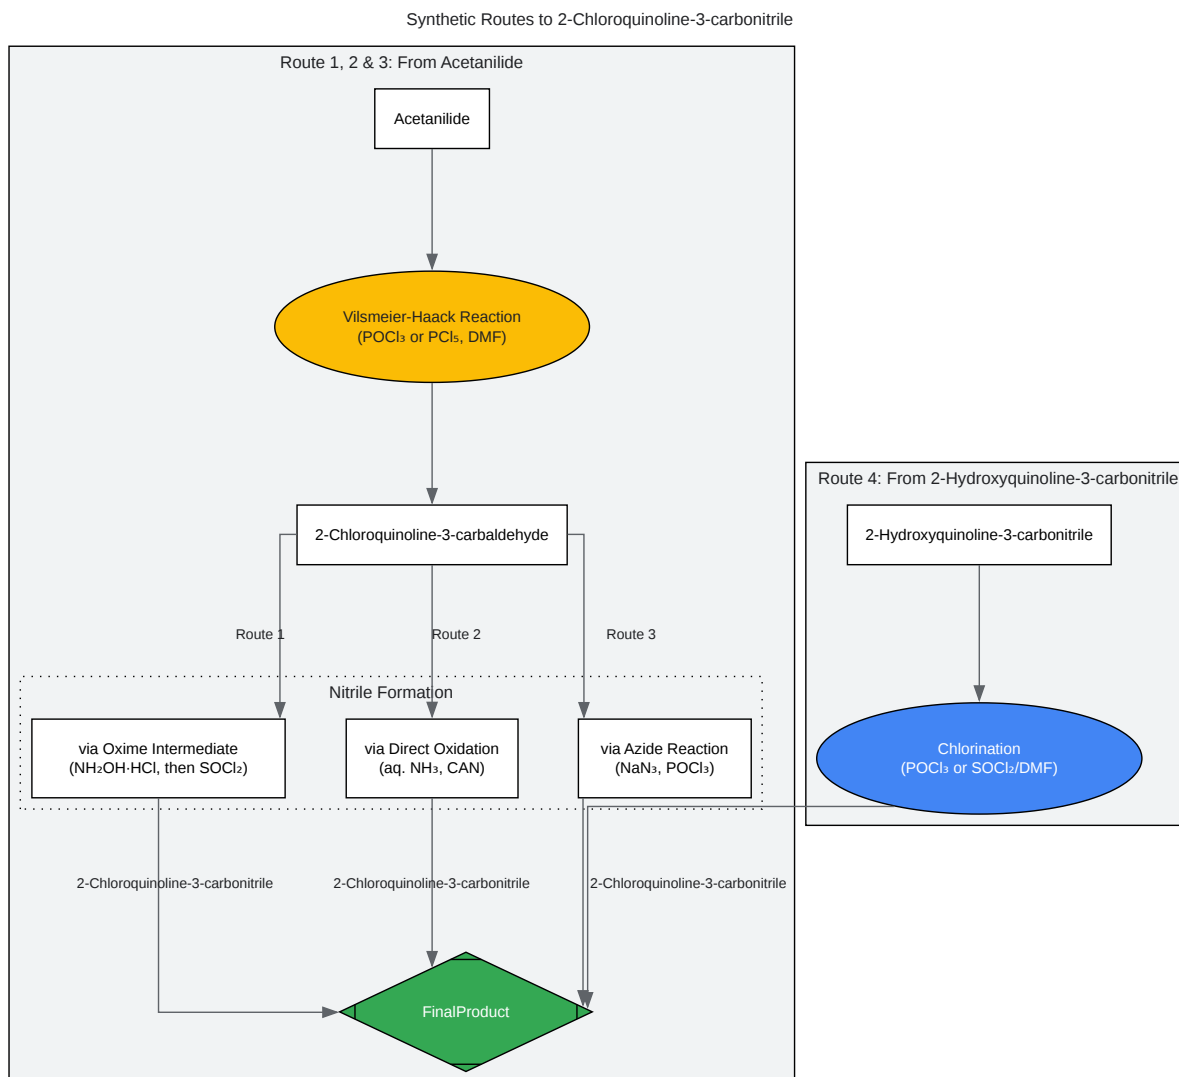 Synthetic Routes to 2-Chloroquinoline-3-carbonitrile
Route 1, 2 & 3: From Acetanilide
Acetanilide
Vilsmeier-Haack Reaction
(POCl₃ or PCl₅, DMF)
Route 4: From 2-Hydroxyquinoline-3-carbonitrile
2-Chloroquinoline-3-carbaldehyde
2-Hydroxyquinoline-3-carbonitrile
Route 1
Route 2
Route 3
Nitrile Formation
via Oxime Intermediate
(NH₂OH·HCl, then SOCl₂)
via Direct Oxidation
(aq. NH₃, CAN)
via Azide Reaction
(NaN₃, POCl₃)
Chlorination
(POCl₃ or SOCl₂/DMF)
2-Chloroquinoline-3-carbonitrile
2-Chloroquinoline-3-carbonitrile
2-Chloroquinoline-3-carbonitrile
FinalProduct